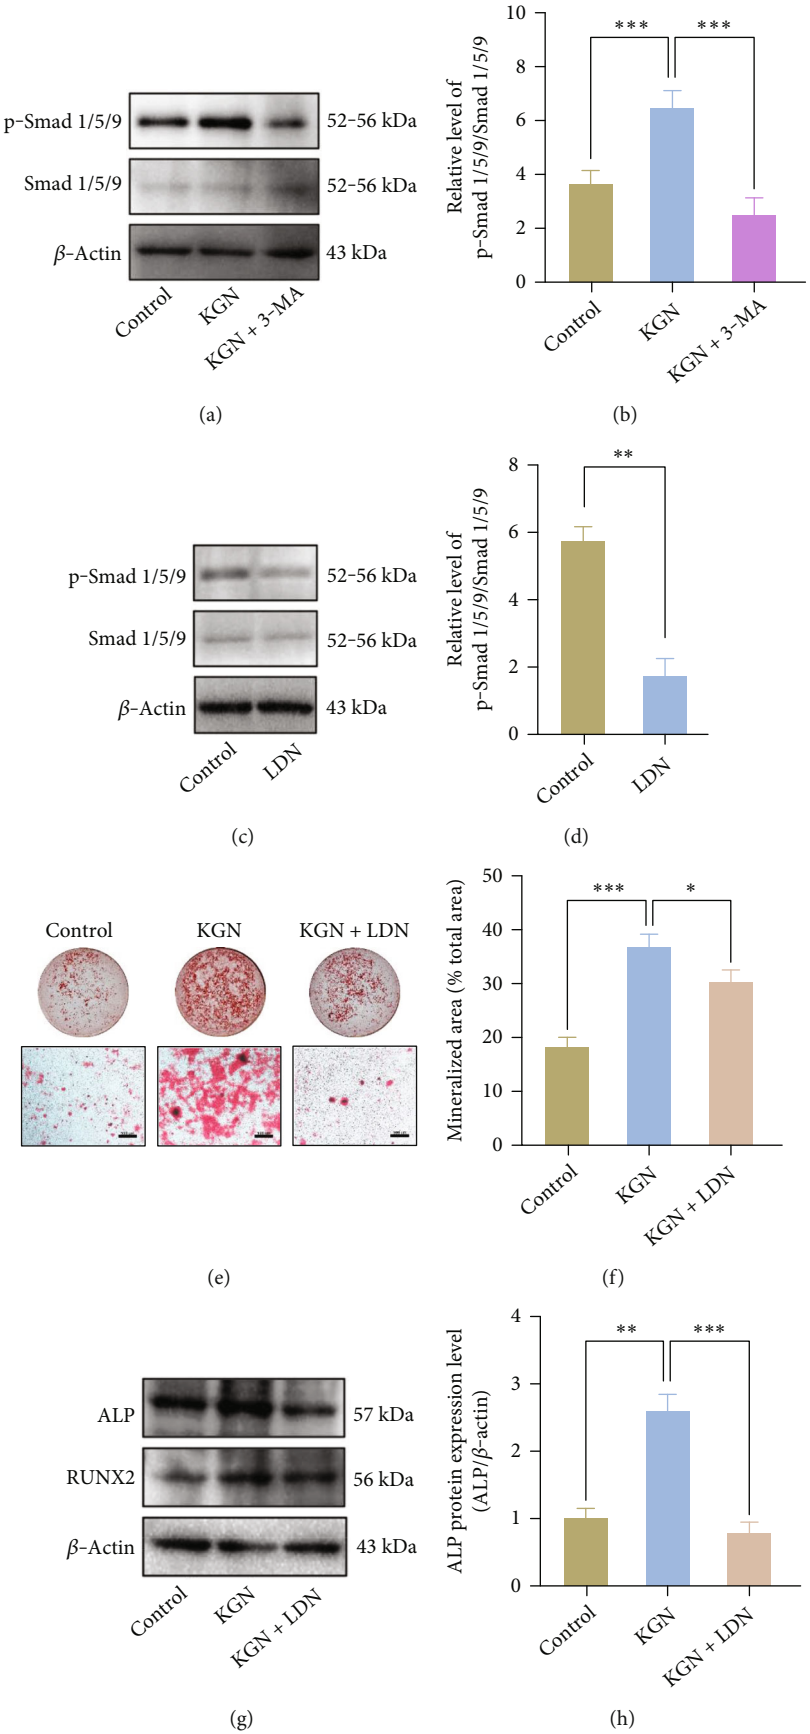 p-Smad 1/5/9
52–56 kDa
Smad 1/5/9
52–56 kDa
β-Actin
43 kDa
Control
KGN
KGN + 3-MA
(a)
Relative level of
p-Smad 1/5/9/Smad 1/5/9
10
8
6
4
2
0
***
***
Control
KGN
KGN + 3-MA
(b)
p-Smad 1/5/9
52–56 kDa
Smad 1/5/9
52–56 kDa
β-Actin
43 kDa
Control
LDN
(c)
Relative level of
p-Smad 1/5/9/Smad 1/5/9
8
6
4
2
0
**
Control
LDN
(d)
Control
KGN
KGN + LDN
(e)
Mineralized area (% total area)
50
40
30
20
10
0
***
*
Control
KGN
KGN + LDN
(f)
ALP
57 kDa
RUNX2
56 kDa
β-Actin
43 kDa
Control
KGN
KGN + LDN
(g)
ALP protein expression level
(ALP/β-actin)
4
3
2
1
0
**
***
Control
KGN
KGN + LDN
(h)